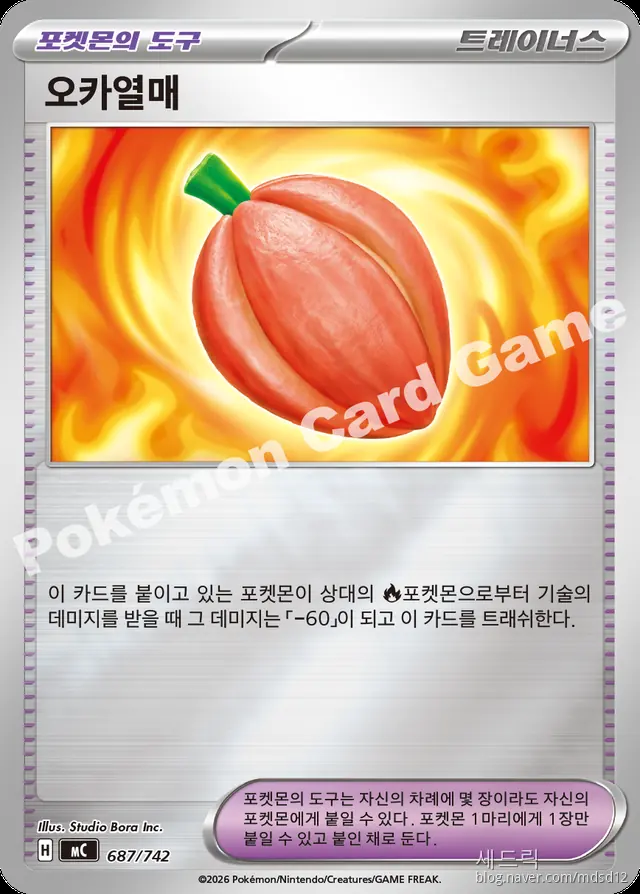 포켓몬의 도구
트레이너스
오카열매
Pokémon Card Game
이 카드를 붙이고 있는 포켓몬이 상대의 포켓몬으로부터 기술의
데미지를 받을 때 그 데미지는 「-60」이 되고 이 카드를 트래쉬한다.
포켓몬의 도구는 자신의 차례에 몇 장이라도 자신의
포켓몬에게 붙일 수 있다. 포켓몬 1마리에게 1장만
붙일 수 있고 붙인 채로 둔다.
Illus. Studio Bora Inc.
H MC 687/742
©2026 Pokémon/Nintendo/Creatures/GAME FREAK.
세드릭
blog.naver.com/mdsd12